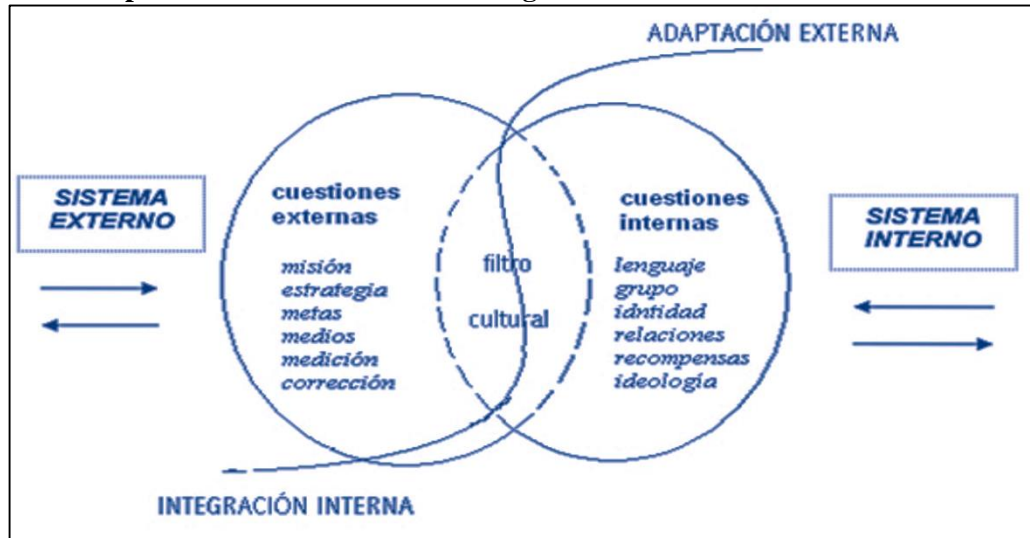 ADAPTACIÓN EXTERNA
SISTEMA
EXTERNO
cuestiones
externas
misión
estrategia
metas
medios
medición
corrección
filtro
cultural
cuestiones
internas
lenguaje
grupo
idntidad
relaciones
recompensas
ideología
SISTEMA
INTERNO
INTEGRACIÓN INTERNA